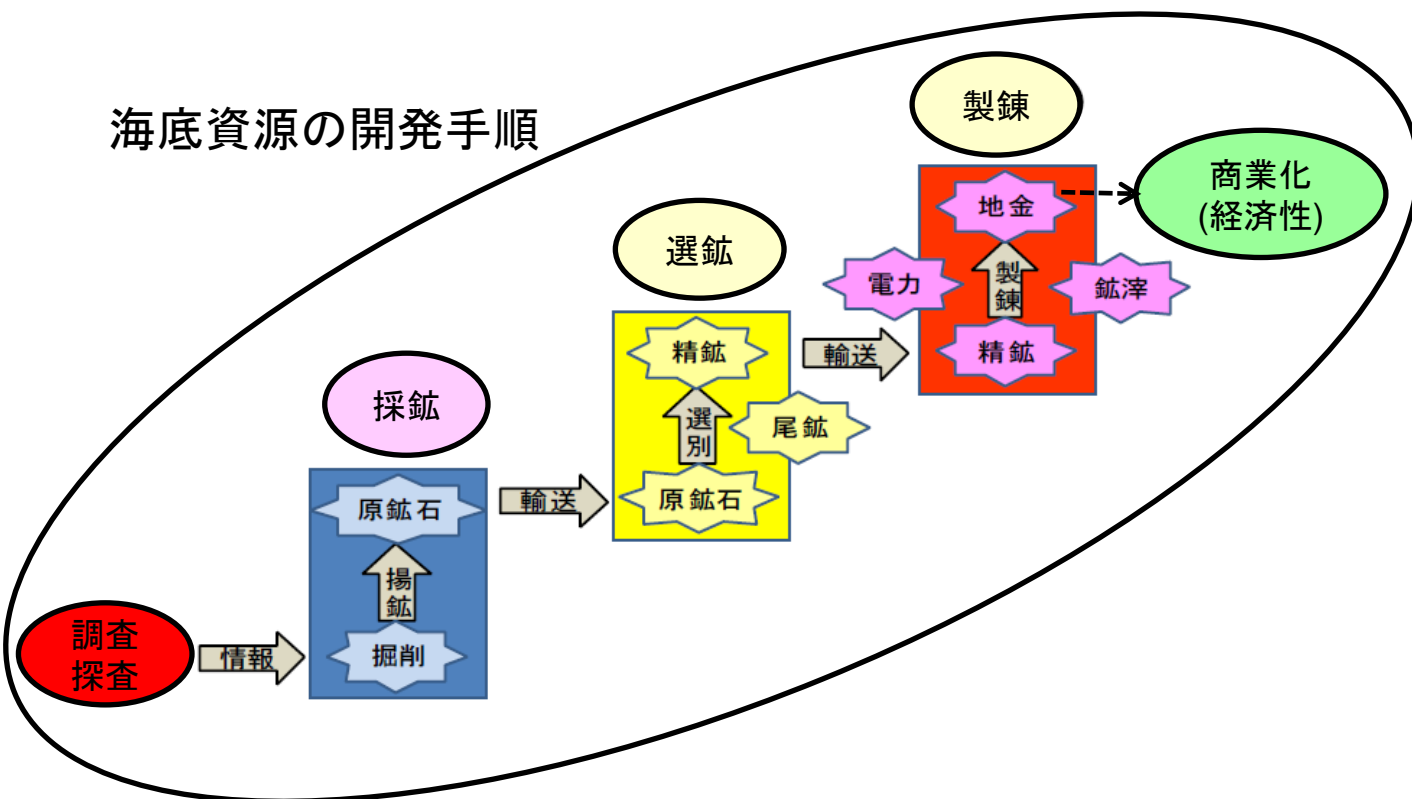 海底資源の開発手順
調査
探査
情報
採鉱
原鉱石
揚
鉱
掘削
輸送
選鉱
精鉱
選
別
尾鉱
原鉱石
輸送
製錬
地金
電力
製
錬
鉱滓
精鉱
商業化
(経済性)